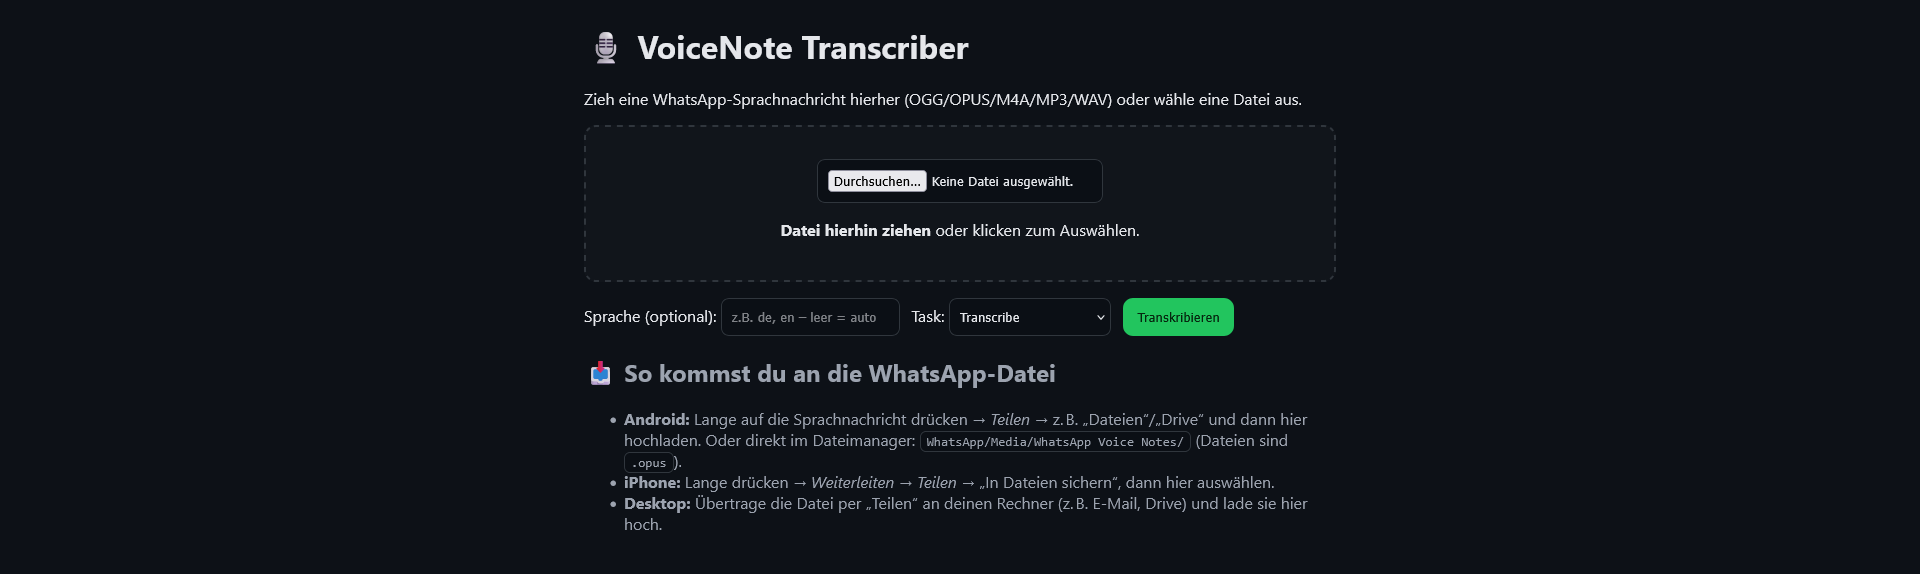 VoiceNote Transcriber
Zieh eine WhatsApp-Sprachnachricht hierher (OGG/OPUS/M4A/MP3/WAV) oder wähle eine Datei aus.
Durchsuchen... Keine Datei ausgewählt.
Datei hierhin ziehen oder klicken zum Auswählen.
Sprache (optional): z.B. de, en – leer = auto Task: Transcribe Transkribieren
So kommst du an die WhatsApp-Datei
• Android: Lange auf die Sprachnachricht drücken → Teilen → z. B. „Dateien“/„Drive“ und dann hier
hochladen. Oder direkt im Dateimanager: WhatsApp/Media/WhatsApp Voice Notes/ (Dateien sind
.opus).
• iPhone: Lange drücken → Weiterleiten → Teilen → „In Dateien sichern“, dann hier auswählen.
• Desktop: Übertrage die Datei per „Teilen“ an deinen Rechner (z. B. E-Mail, Drive) und lade sie hier
hoch.